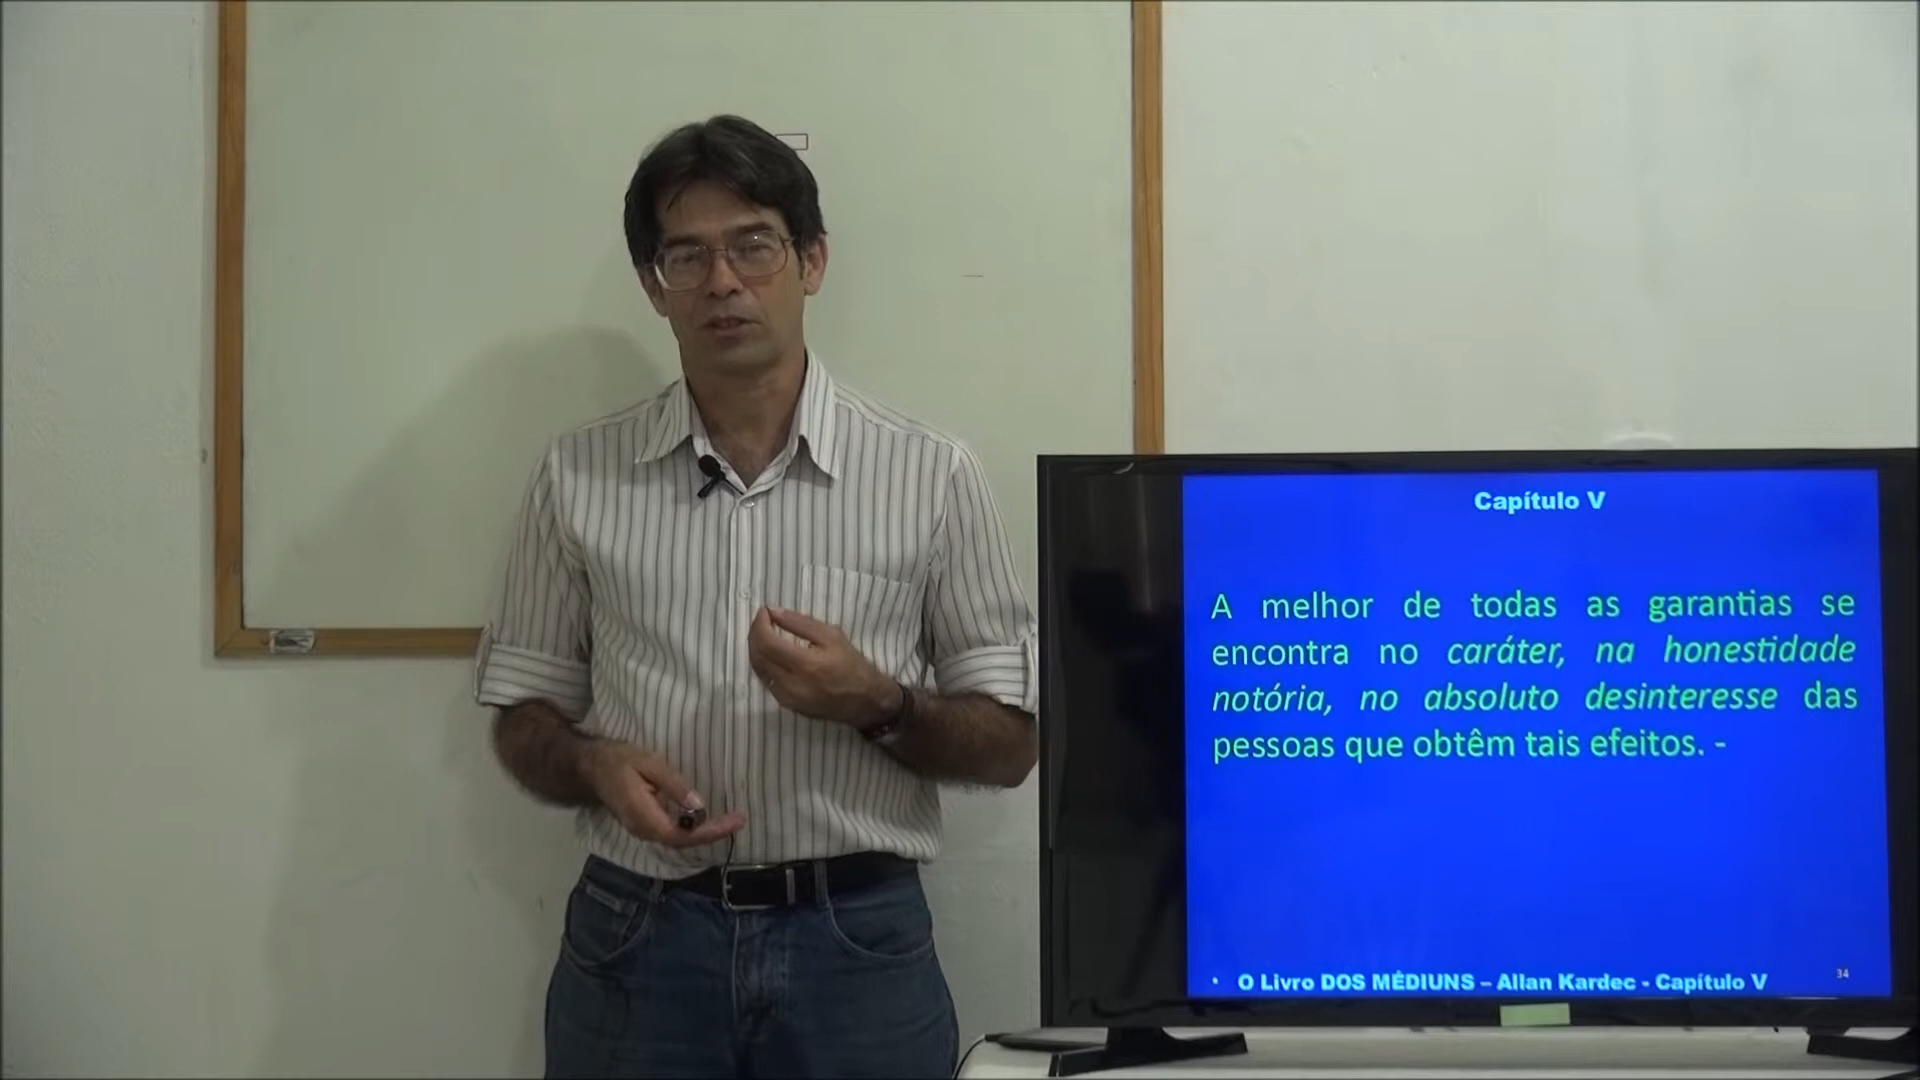 Capítulo V
A melhor de todas as garantias se
encontra no caráter, na honestidade
notória, no absoluto desinteresse das
pessoas que obtêm tais efeitos. -
• O Livro DOS MÉDIUNS – Allan Kardec - Capítulo V
34